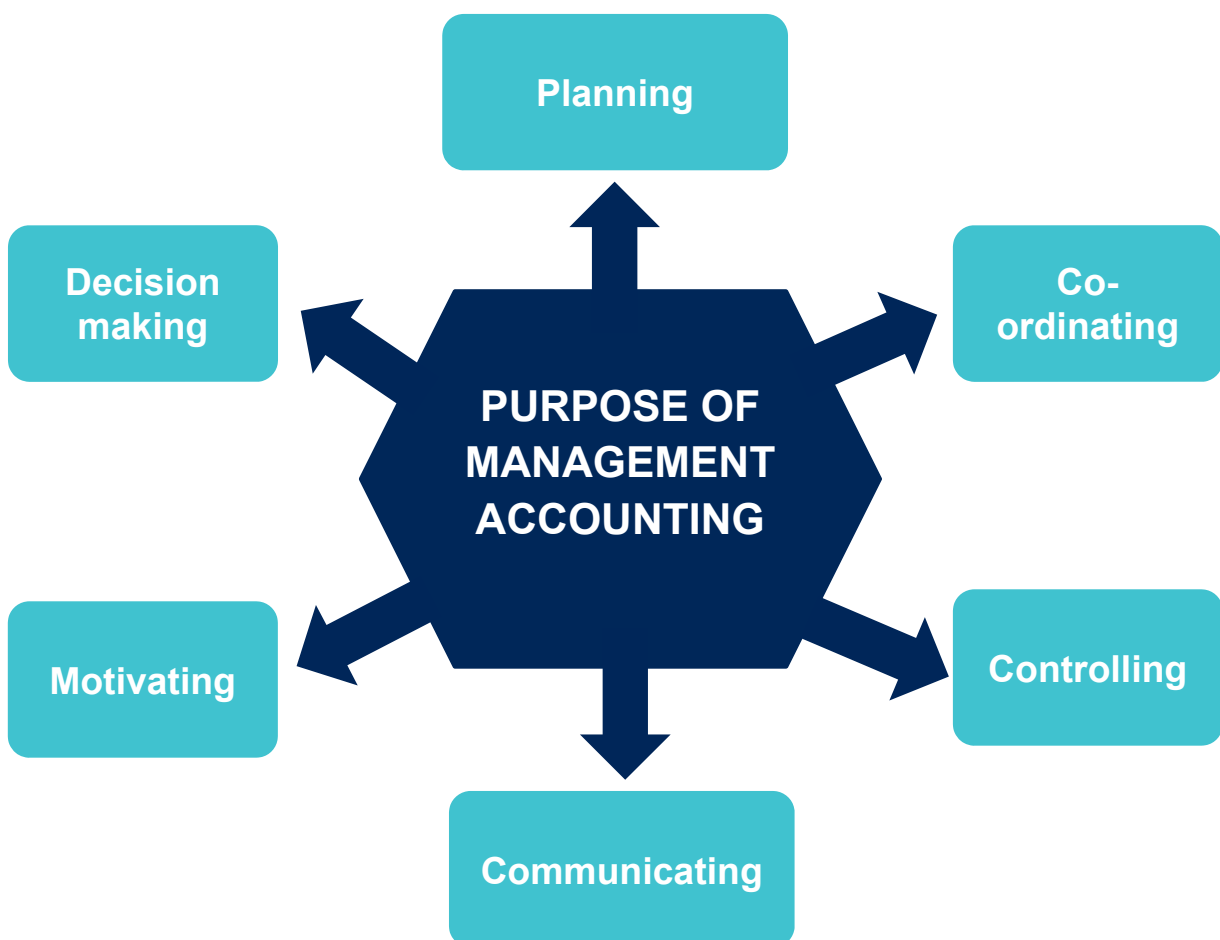 Planning
Decision
making
Co-
ordinating
PURPOSE OF
MANAGEMENT
ACCOUNTING
Motivating
Controlling
Communicating